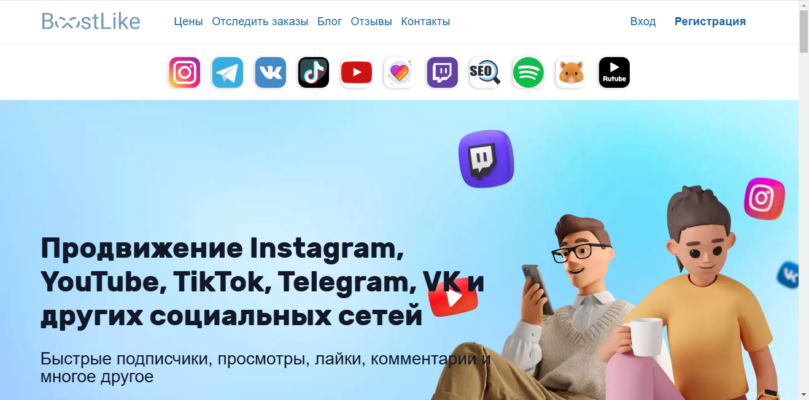 BoostLike
Цены Отследить заказы Блог Отзывы Контакты Вход Регистрация
SEO
Rutube
Продвижение Instagram,
YouTube, TikTok, Telegram, VK и
других социальных сетей
Быстрые подписчики, просмотры, лайки, комментарии и
многое другое